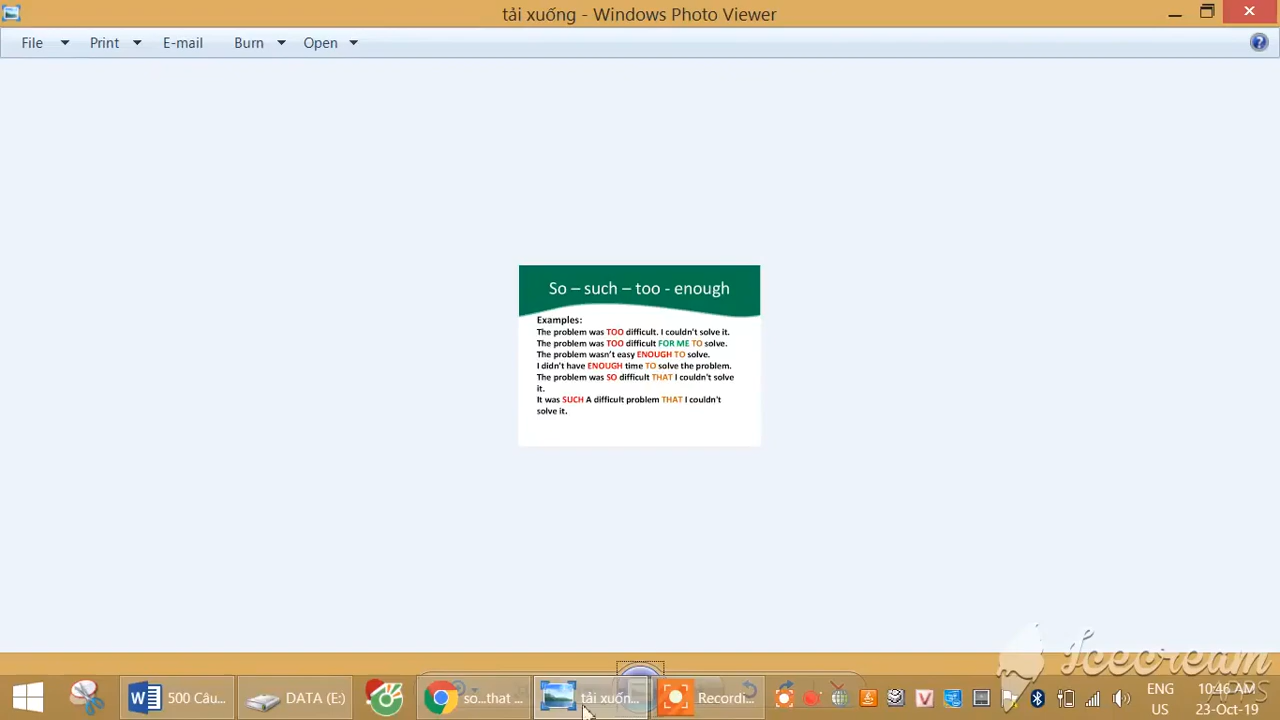 tải xuống - Windows Photo Viewer
File Print E-mail Burn Open
So – such – too - enough
Examples:
The problem was TOO difficult. I couldn't solve it.
The problem was TOO difficult FOR ME TO solve.
The problem wasn't easy ENOUGH TO solve.
I didn't have ENOUGH time TO solve the problem.
The problem was SO difficult THAT I couldn't solve
it.
It was SUCH A difficult problem THAT I couldn't
solve it.
Icecream
APPS
500 Câu... DATA (E:) so...that ... tải xuốn... Recordi... ENG 10:46 AM
US 23-Oct-19